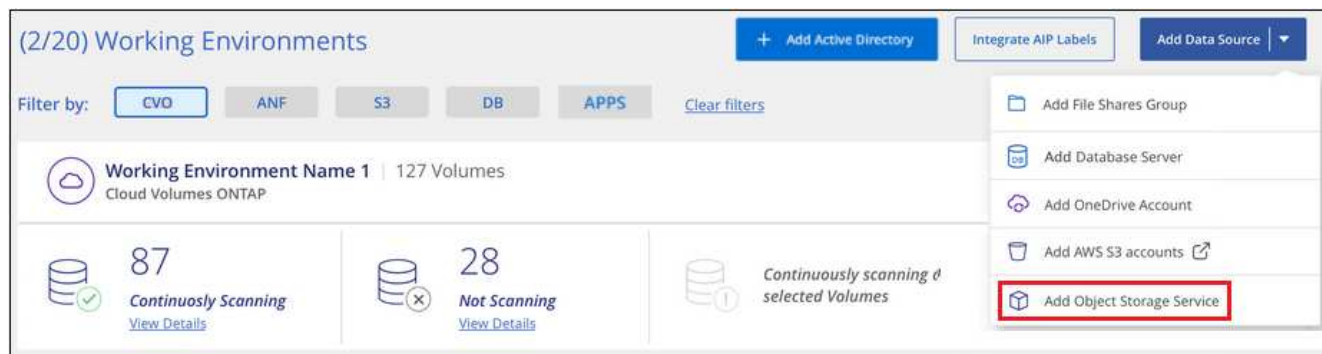 (2/20) Working Environments
+ Add Active Directory
Integrate AIP Labels
Add Data Source
Filter by:
CVO
ANF
S3
DB
APPS
Clear filters
Add File Shares Group
DB
Add Database Server
Add OneDrive Account
Add AWS S3 accounts
Add Object Storage Service
Working Environment Name 1 | 127 Volumes
Cloud Volumes ONTAP
87
Continuosly Scanning
View Details
28
Not Scanning
View Details
Continuously scanning
selected Volumes